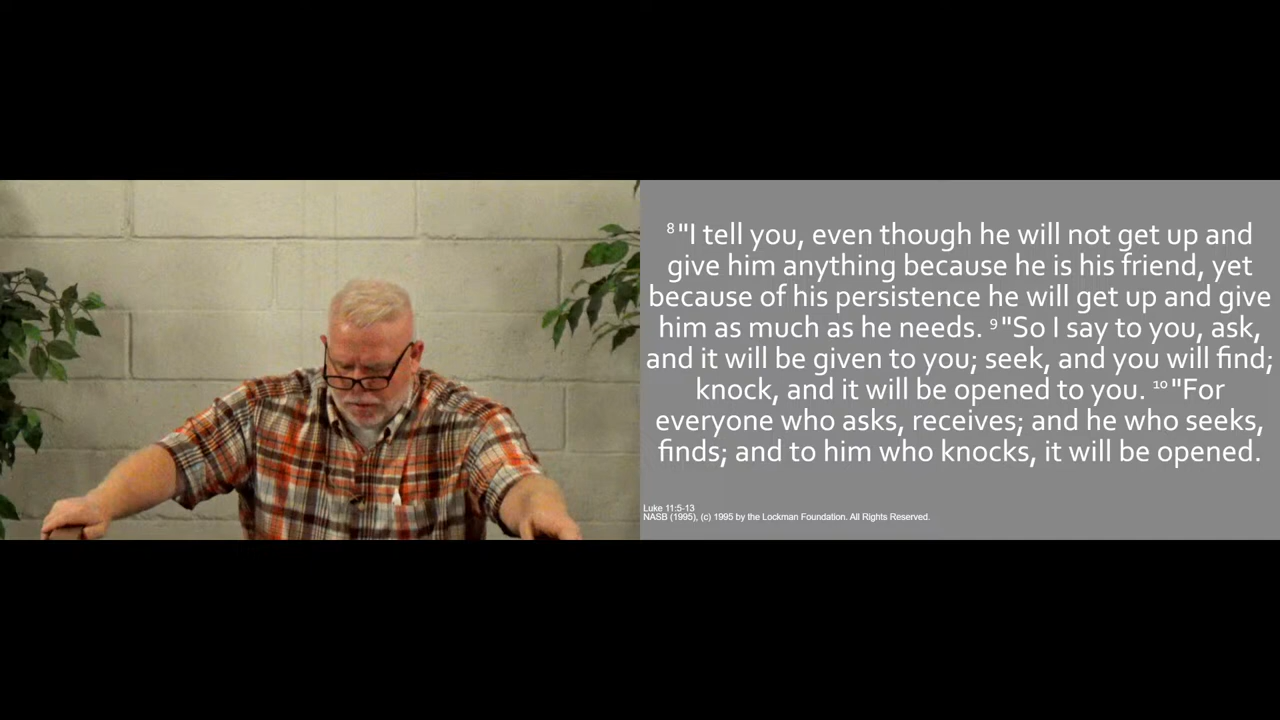 8 "I tell you, even though he will not get up and
give him anything because he is his friend, yet
because of his persistence he will get up and give
him as much as he needs. 9 "So I say to you, ask,
and it will be given to you; seek, and you will find;
knock, and it will be opened to you. 10 "For
everyone who asks, receives; and he who seeks,
finds; and to him who knocks, it will be opened.
Luke 11:5-13
NASB (1995), (c) 1995 by the Lockman Foundation. All Rights Reserved.